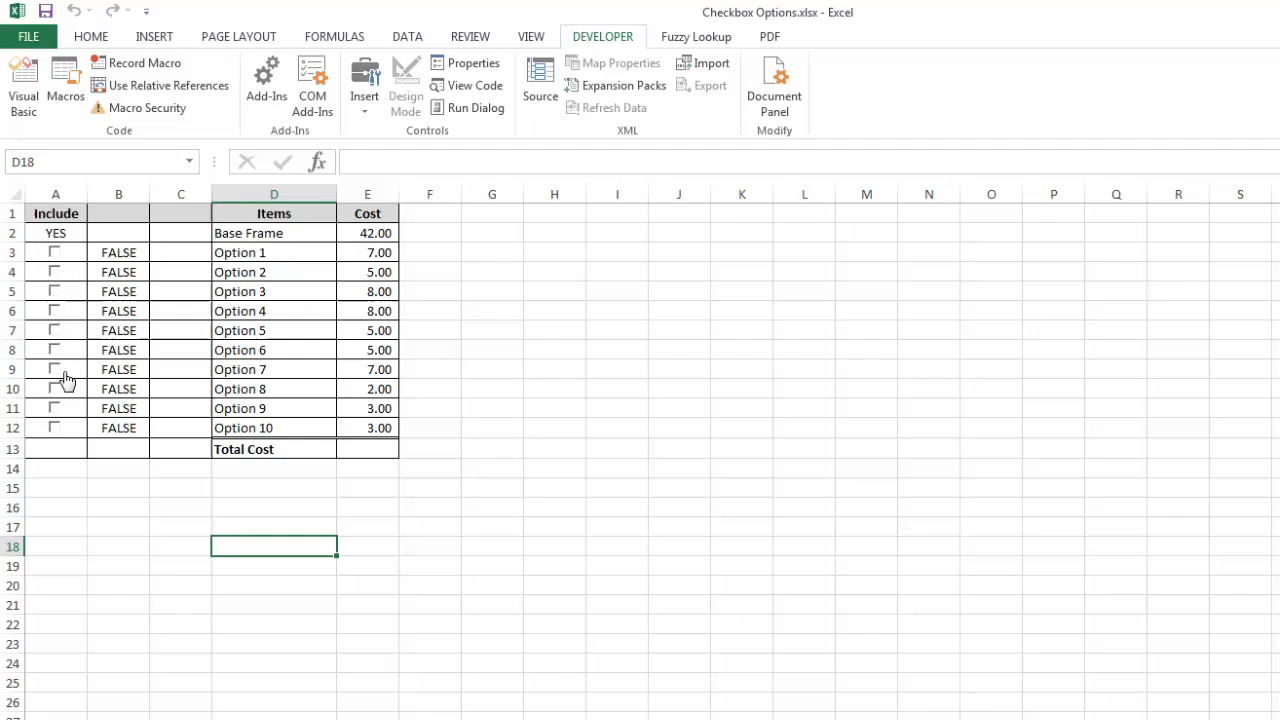 Checkbox Options.xlsx - Excel
FILE HOME INSERT PAGE LAYOUT FORMULAS DATA REVIEW VIEW DEVELOPER Fuzzy Lookup PDF
Visual Basic
Macros
Record Macro
Use Relative References
Macro Security
Code
Add-Ins
COM Add-Ins
Add-Ins
Insert
Design Mode
Properties
View Code
Run Dialog
Controls
Source
Map Properties
Expansion Packs
Refresh Data
Import
Export
XML
Document Panel
Modify
D18 fx
A B C D E F G H I J K L M N O P Q R S
1 Include Items Cost
2 YES Base Frame 42.00
3 FALSE Option 1 7.00
4 FALSE Option 2 5.00
5 FALSE Option 3 8.00
6 FALSE Option 4 8.00
7 FALSE Option 5 5.00
8 FALSE Option 6 5.00
9 FALSE Option 7 7.00
10 FALSE Option 8 2.00
11 FALSE Option 9 3.00
12 FALSE Option 10 3.00
13 Total Cost
14
15
16
17
18
19
20
21
22
23
24
25
26
27